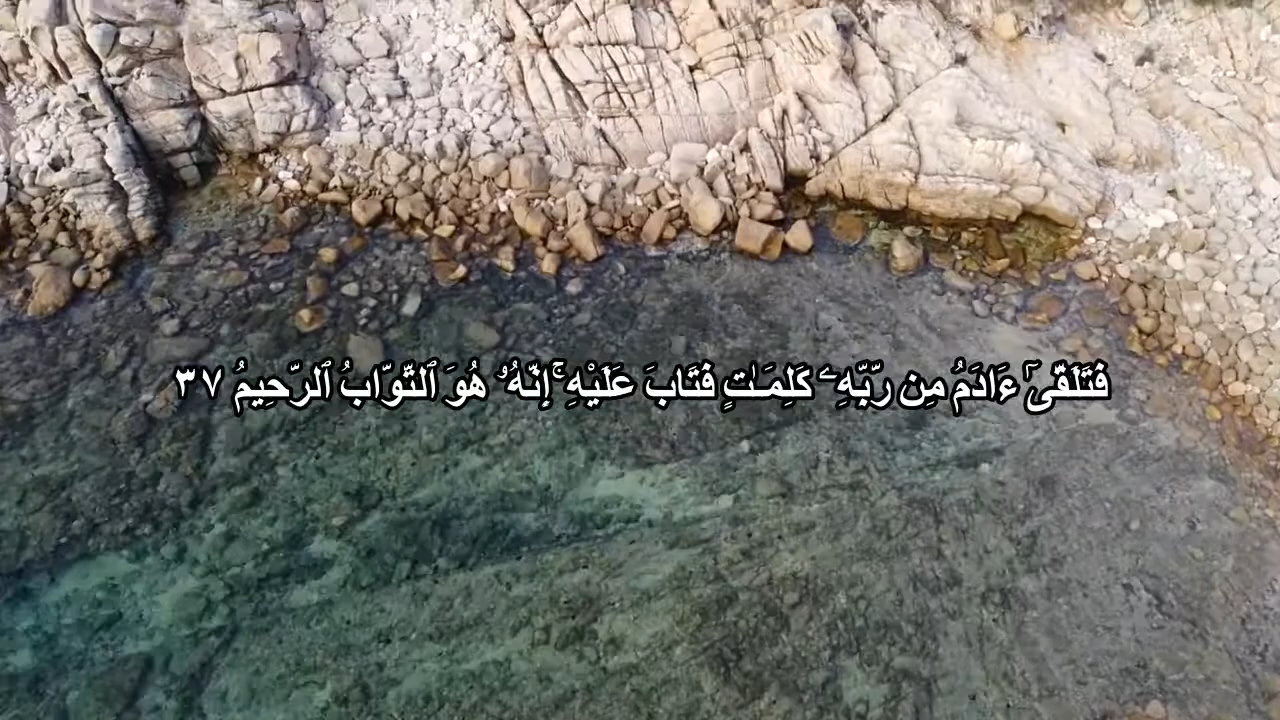 فَتَلَقَّىٰٓ ءَادَمُ مِن رَّبِّهِۦ كَلِمَـٰتٍ فَتَابَ عَلَيْهِ ۚ إِنَّهُۥ هُوَ ٱلتَّوَّابُ ٱلرَّحِيمُ ٣٧